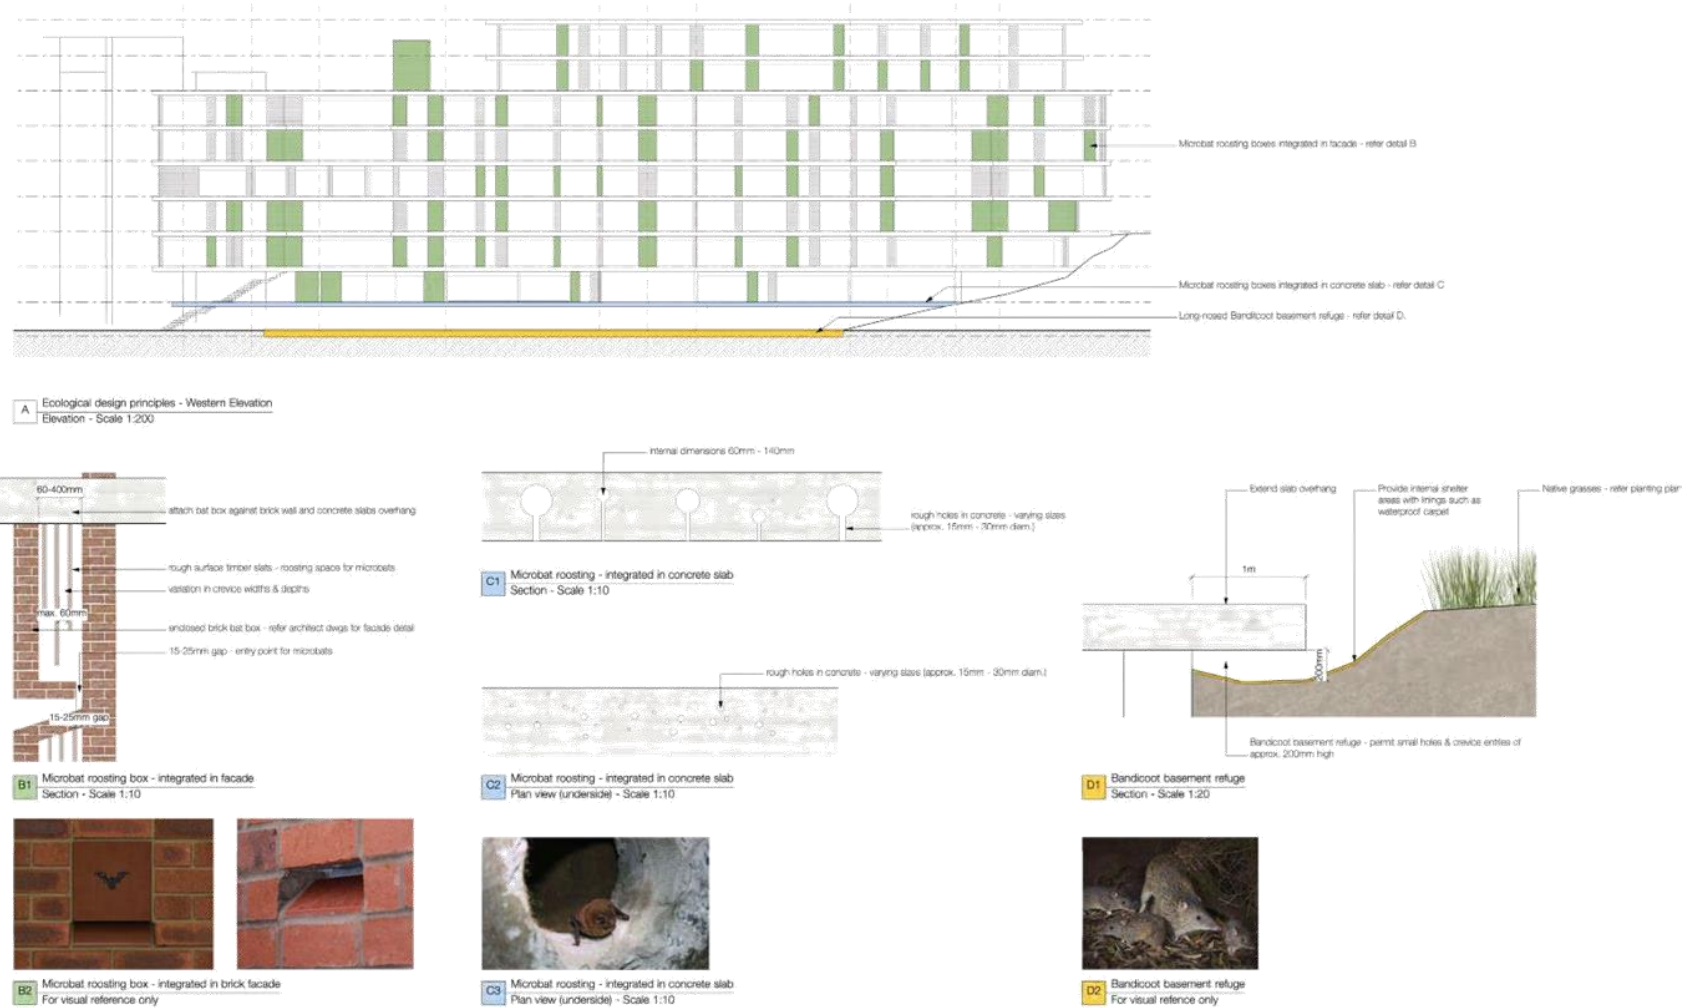 Microbat roosting boxes integrated in facade - refer detail B
Microbat roosting boxes integrated in concrete slab - refer detail C
Long-nosed Banditcoot basement refuge - refer detail D.
A
Ecological design principles - Western Elevation
Elevation - Scale 1:200
60-400mm
attach bat box against brick wall and concrete slabs overhang
rough surface timber slats - roosting space for microbats
variation in crevice widths & depths
max. 60mm
enclosed brick bat box - refer architect dwgs for facade detail
15-25mm gap - entry point for microbats
15-25mm gap
B1
Microbat roosting box - integrated in facade
Section - Scale 1:10
B2
Microbat roosting box - integrated in brick facade
For visual reference only
internal dimensions 60mm - 140mm
rough holes in concrete - varying sizes
(approx. 15mm - 30mm diam.)
C1
Microbat roosting - integrated in concrete slab
Section - Scale 1:10
rough holes in concrete - varying sizes (approx. 15mm - 30mm diam.)
C2
Microbat roosting - integrated in concrete slab
Plan view (underside) - Scale 1:10
C3
Microbat roosting - integrated in concrete slab
Plan view (underside) - Scale 1:10
Extend slab overhang
Provide internal shelter
areas with linings such as
waterproof carpet
Native grasses - refer planting plan
1m
200mm
Bandicoot basement refuge - permit small holes & crevice entries of
approx. 200mm high
D1
Bandicoot basement refuge
Section - Scale 1:20
D2
Bandicoot basement refuge
For visual refence only